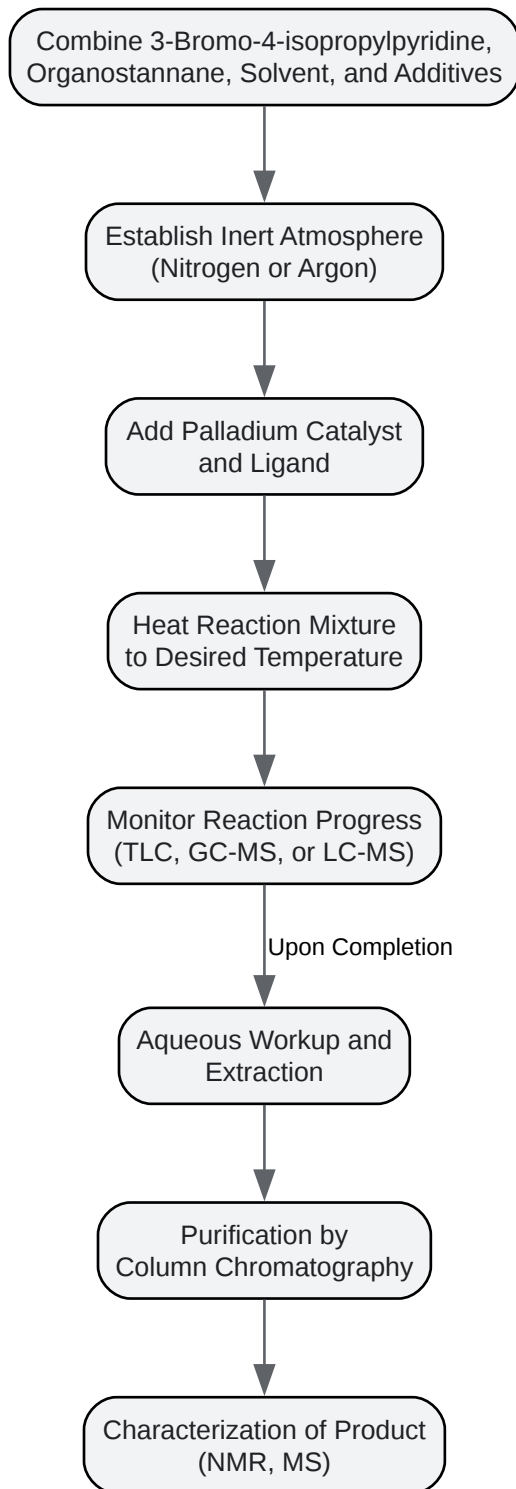 Combine 3-Bromo-4-isopropylpyridine,
Organostannane, Solvent, and Additives
Establish Inert Atmosphere
(Nitrogen or Argon)
Add Palladium Catalyst
and Ligand
Heat Reaction Mixture
to Desired Temperature
Monitor Reaction Progress
(TLC, GC-MS, or LC-MS)
Upon Completion
Aqueous Workup and
Extraction
Purification by
Column Chromatography
Characterization of Product
(NMR, MS)